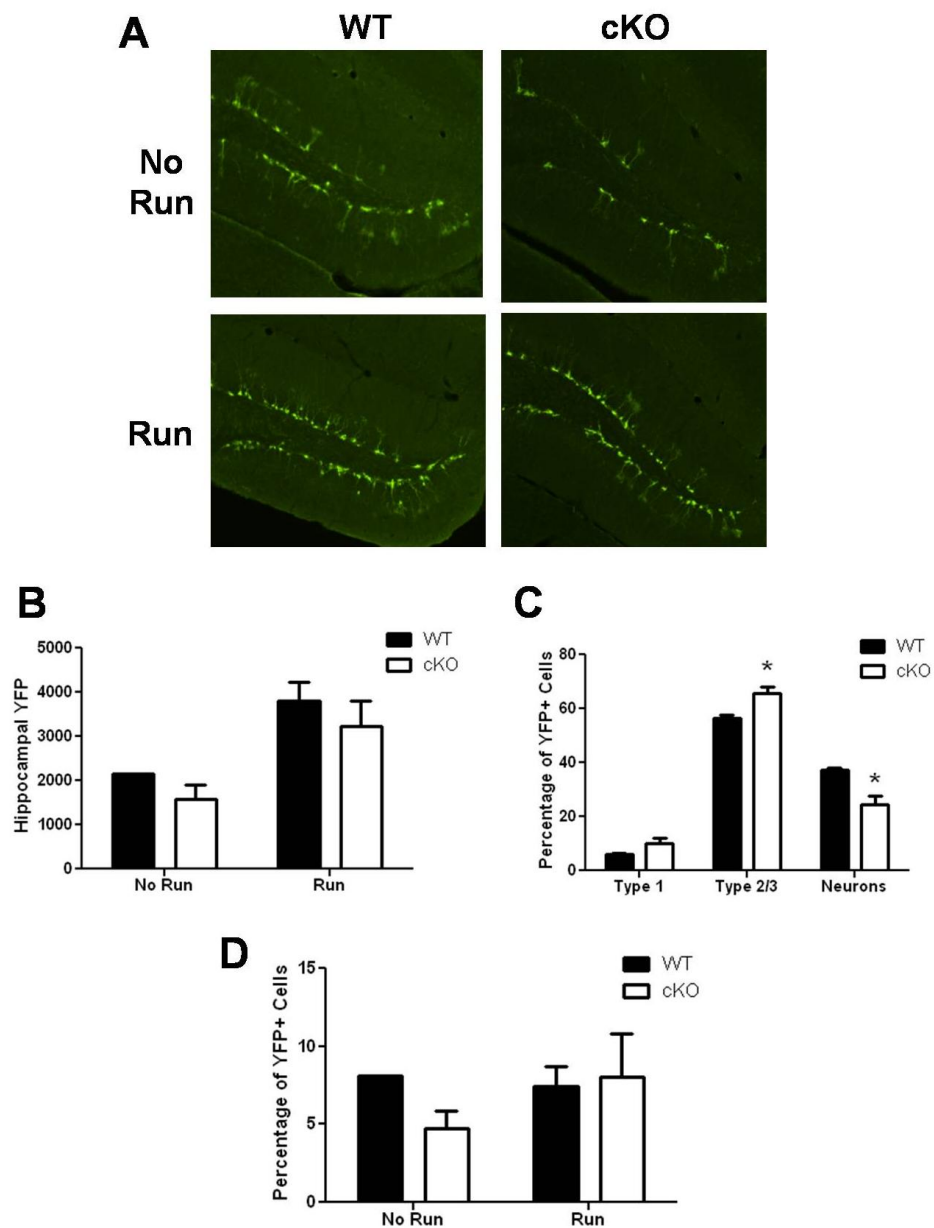 A
WT
cKO
No
Run
Run
B
WT
cKO
Hippocampal YFP
5000
4000
3000
2000
1000
0
No Run
Run
C
WT
cKO
Percentage of YFP+ Cells
80
60
40
20
0
*
*
Type 1
Type 2/3
Neurons
D
WT
cKO
Percentage of YFP+ Cells
15
10
5
0
No Run
Run